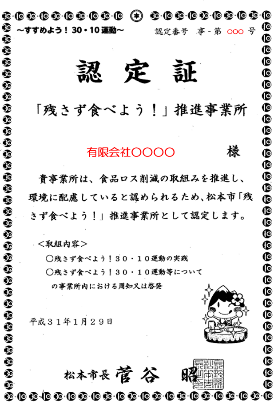 ～すすめよう！30・10運動～
認定番号 事-第 ○○○ 号
認定証
「残さず食べよう！」推進事業所
有限会社○○○○ 様
貴事業所は、食品ロス削減の取組みを推進し、
環境に配慮していると認められるため、松本市「残
さず食べよう！」推進事業所として認定します。
＜取組内容＞
○残さず食べよう！30・10運動の実践
○残さず食べよう！30・10運動等について
の事業所内における周知又は啓発
平成31年1月29日
松本市長 菅谷 昭